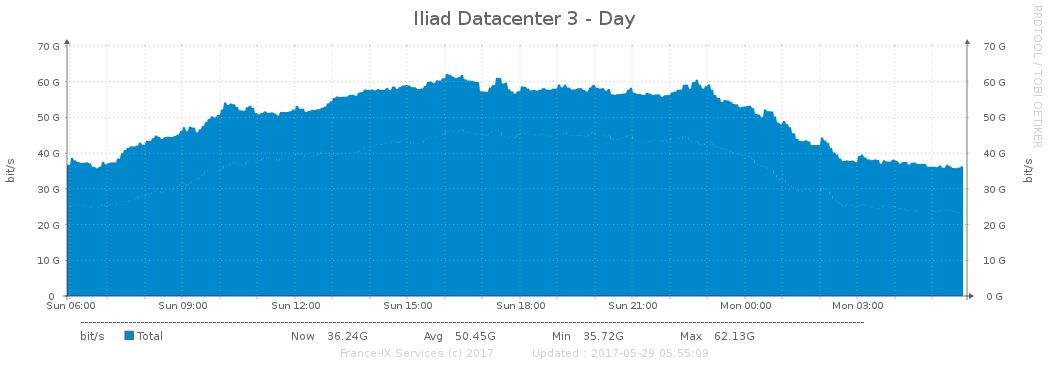 Iliad Datacenter 3 - Day
RRDTOOL / TOBI OETIKER
bit/s
70 G 70 G
60 G 60 G
50 G 50 G
40 G 40 G
30 G 30 G
20 G 20 G
10 G 10 G
0 0 G
bit/s
Sun 06:00 Sun 09:00 Sun 12:00 Sun 15:00 Sun 18:00 Sun 21:00 Mon 00:00 Mon 03:00
bit/s Total Now 36.24G Avg 50.45G Min 35.72G Max 62.13G
France-IX Services (c) 2017 Updated : 2017-05-29 05:55:09